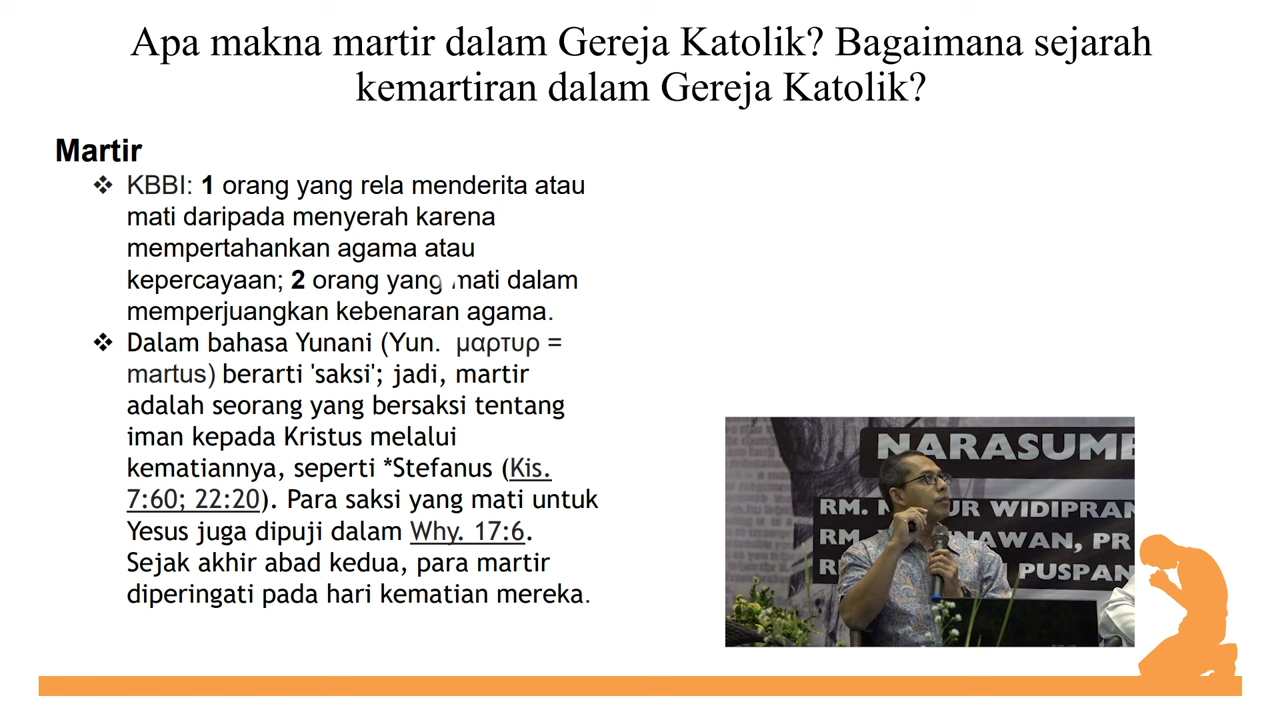 Apa makna martir dalam Gereja Katolik? Bagaimana sejarah
kemartiran dalam Gereja Katolik?
Martir
❖ KBBI: 1 orang yang rela menderita atau
mati daripada menyerah karena
mempertahankan agama atau
kepercayaan; 2 orang yang mati dalam
memperjuangkan kebenaran agama.
❖ Dalam bahasa Yunani (Yun. μαρτυρ =
martus) berarti 'saksi'; jadi, martir
adalah seorang yang bersaksi tentang
iman kepada Kristus melalui
kematiannya, seperti *Stefanus (Kis.
7:60; 22:20). Para saksi yang mati untuk
Yesus juga dipuji dalam Why. 17:6.
Sejak akhir abad kedua, para martir
diperingati pada hari kematian mereka.
NARASUMBE
RM.
UR WIDIPRAN
RM.
AWAN, PR
PUSPAN